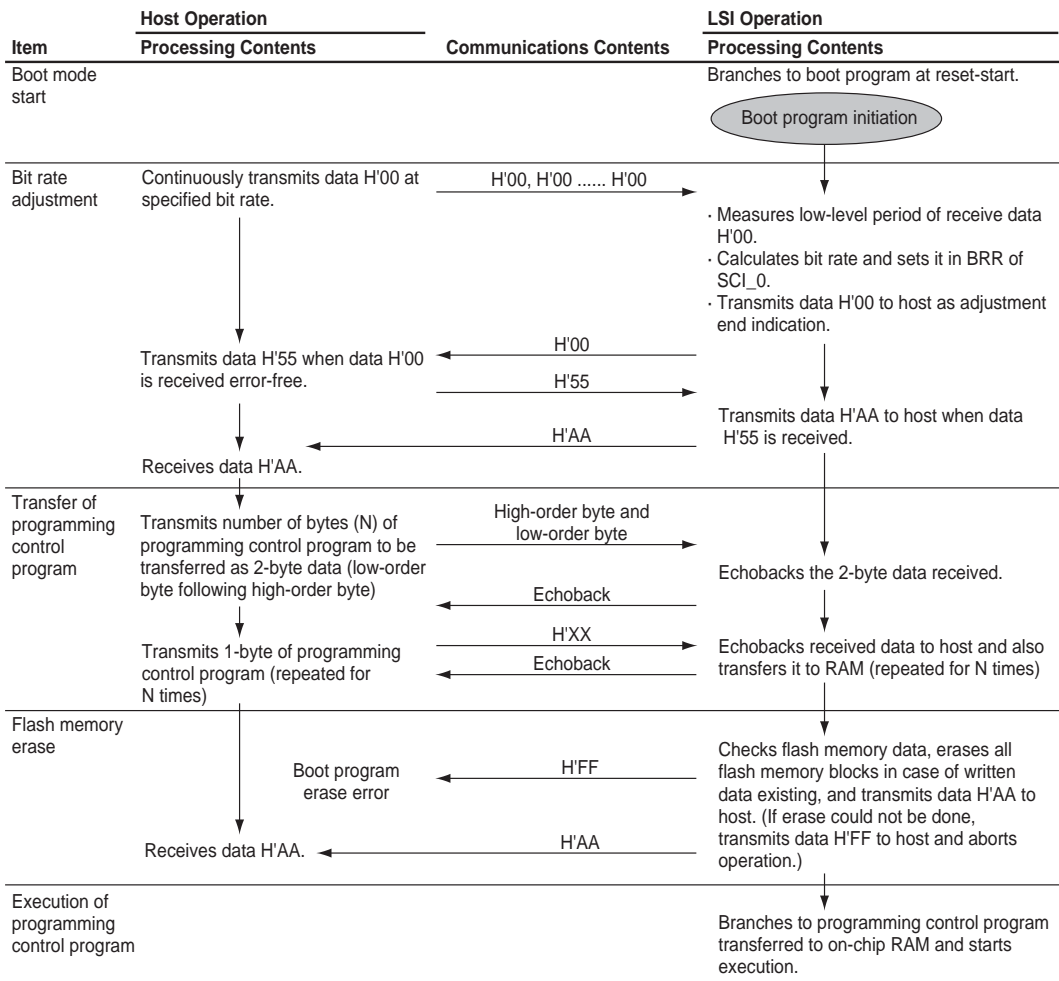 Host Operation
LSI Operation
Item
Processing Contents
Communications Contents
Processing Contents
Boot mode
start
Branches to boot program at reset-start.
Boot program initiation
Bit rate
adjustment
Continuously transmits data H'00 at
specified bit rate.
H'00, H'00 ...... H'00
· Measures low-level period of receive data
H'00.
· Calculates bit rate and sets it in BRR of
SCI_0.
· Transmits data H'00 to host as adjustment
end indication.
H'00
Transmits data H'55 when data H'00
is received error-free.
H'55
Transmits data H'AA to host when data
H'55 is received.
H'AA
Receives data H'AA.
Transfer of
programming
control
program
Transmits number of bytes (N) of
programming control program to be
transferred as 2-byte data (low-order
byte following high-order byte)
High-order byte and
low-order byte
Echobacks the 2-byte data received.
Echoback
Transmits 1-byte of programming
control program (repeated for
N times)
H'XX
Echoback
Echobacks received data to host and also
transfers it to RAM (repeated for N times)
Flash memory
erase
Boot program
erase error
H'FF
Checks flash memory data, erases all
flash memory blocks in case of written
data existing, and transmits data H'AA to
host. (If erase could not be done,
transmits data H'FF to host and aborts
operation.)
Receives data H'AA.
H'AA
Execution of
programming
control program
Branches to programming control program
transferred to on-chip RAM and starts
execution.